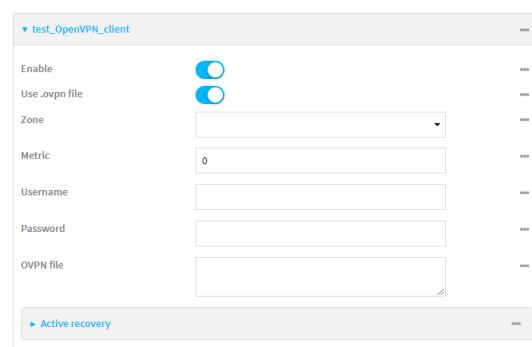 test_OpenVPN_client
Enable
Use .ovpn file
Zone
Metric
0
Username
Password
OVPN file
Active recovery